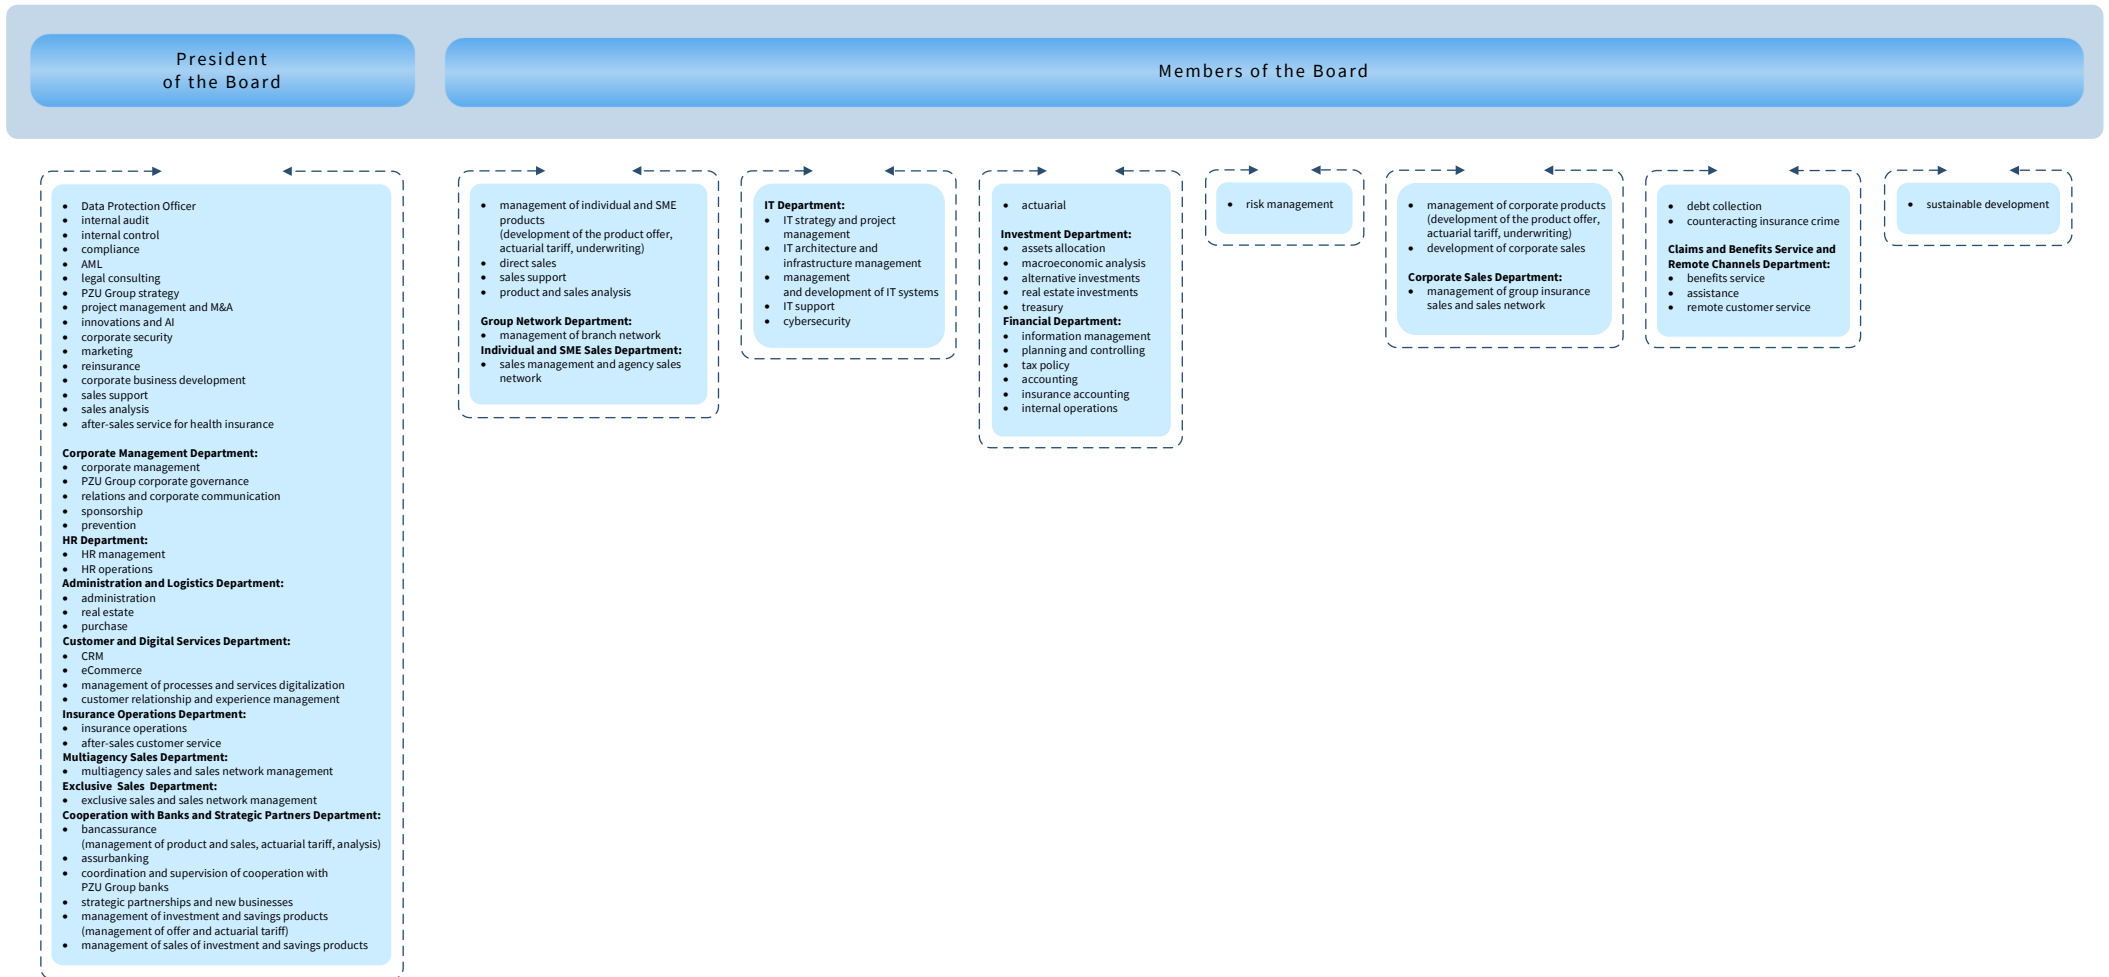 President
of the Board
Members of the Board
• Data Protection Officer
• internal audit
• internal control
• compliance
• AML
• legal consulting
• PZU Group strategy
• project management and M&A
• innovations and AI
• corporate security
• marketing
• reinsurance
• corporate business development
• sales support
• sales analysis
• after-sales service for health insurance
Corporate Management Department:
• corporate management
• PZU Group corporate governance
• relations and corporate communication
• sponsorship
• prevention
HR Department:
• HR management
• HR operations
Administration and Logistics Department:
• administration
• real estate
• purchase
Customer and Digital Services Department:
• CRM
• eCommerce
• management of processes and services digitalization
• customer relationship and experience management
Insurance Operations Department:
• insurance operations
• after-sales customer service
Multiagency Sales Department:
• multiagency sales and sales network management
Exclusive Sales Department:
• exclusive sales and sales network management
Cooperation with Banks and Strategic Partners Department:
• bancassurance
(management of product and sales, actuarial tariff, analysis)
• assurbanking
• coordination and supervision of cooperation with
PZU Group banks
• strategic partnerships and new businesses
• management of investment and savings products
(management of offer and actuarial tariff)
• management of sales of investment and savings products
• management of individual and SME
products
(development of the product offer,
actuarial tariff, underwriting)
• direct sales
• sales support
• product and sales analysis
Group Network Department:
• management of branch network
Individual and SME Sales Department:
• sales management and agency sales
network
IT Department:
• IT strategy and project
management
• IT architecture and
infrastructure management
• management
and development of IT systems
• IT support
• cybersecurity
• actuarial
Investment Department:
• assets allocation
• macroeconomic analysis
• alternative investments
• real estate investments
• treasury
Financial Department:
• information management
• planning and controlling
• tax policy
• accounting
• insurance accounting
• internal operations
• risk management
• management of corporate products
(development of the product offer,
actuarial tariff, underwriting)
• development of corporate sales
Corporate Sales Department:
• management of group insurance
sales and sales network
• debt collection
• counteracting insurance crime
Claims and Benefits Service and
Remote Channels Department:
• benefits service
• assistance
• remote customer service
• sustainable development